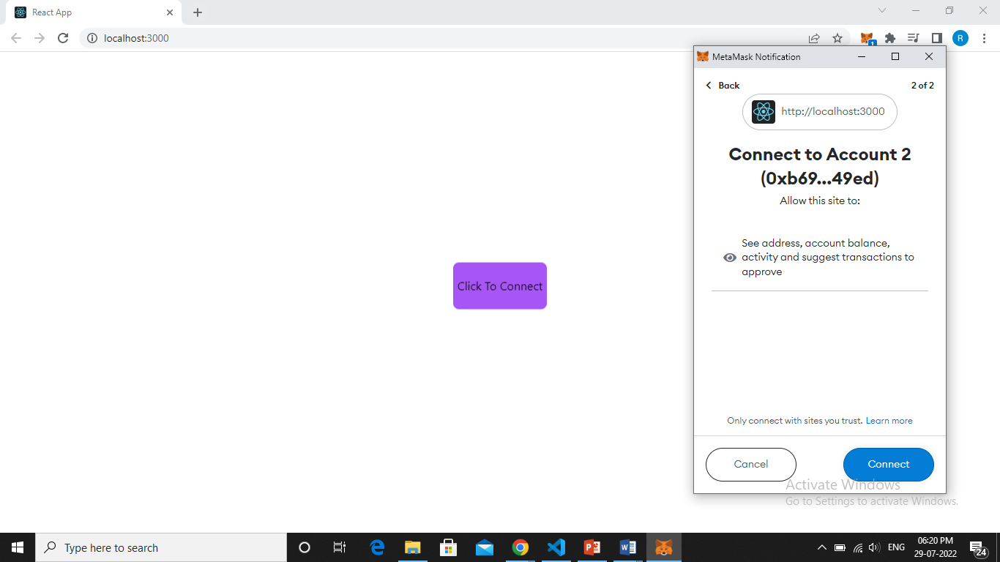 React App
localhost:3000
R
1
MetaMask Notification
Back
2 of 2
http://localhost:3000
Connect to Account 2
(0xb69...49ed)
Allow this site to:
See address, account balance,
activity and suggest transactions to
approve
Click To Connect
Only connect with sites you trust. Learn more
Cancel
Connect
Activate Windows
Go to Settings to activate Windows.
Type here to search
ENG
06:20 PM
29-07-2022
24